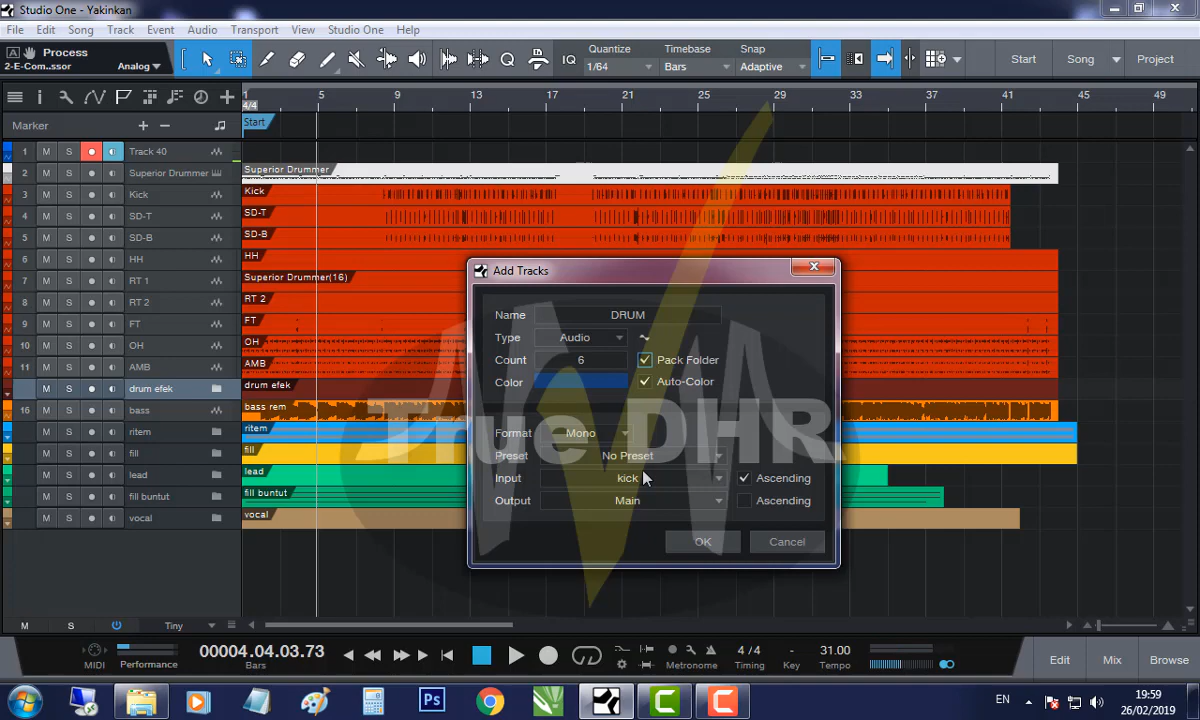 Studio One - Yakinkan
File Edit Song Track Event Audio Transport View Studio One Help
Process
2-E-Com..ssor Analog
IQ
Quantize
1/64
Timebase
Bars
Snap
Adaptive
Start Song Project
1 5 9 13 17 21 25 29 33 37 41 45 49
4/4
Marker
Start
1 M S Track 40
2 M S Superior Drummer
Superior Drummer
3 M S Kick
Kick
4 M S SD-T
SD-T
5 M S SD-B
SD-B
6 M S HH
HH
7 M S RT 1
Superior Drummer(16)
8 M S RT 2
RT 2
9 M S FT
FT
10 M S OH
OH
11 M S AMB
AMB
M S drum efek
drum efek
16 M S bass
bass rem
M S ritem
ritem
M S fill
fill
M S lead
lead
M S fill buntut
fill buntut
M S vocal
vocal
Add Tracks
Name DRUM
Type Audio
Count 6 Pack Folder
Color Auto-Color
Format Mono
Preset No Preset
Input kick Ascending
Output Main Ascending
OK Cancel
True DHR
M S Tiny
MIDI
Performance
00004.04.03.73
Bars
Metronome
4 / 4
Timing
-
Key
31.00
Tempo
Edit Mix Browse
Ps
EN
19:59
26/02/2019